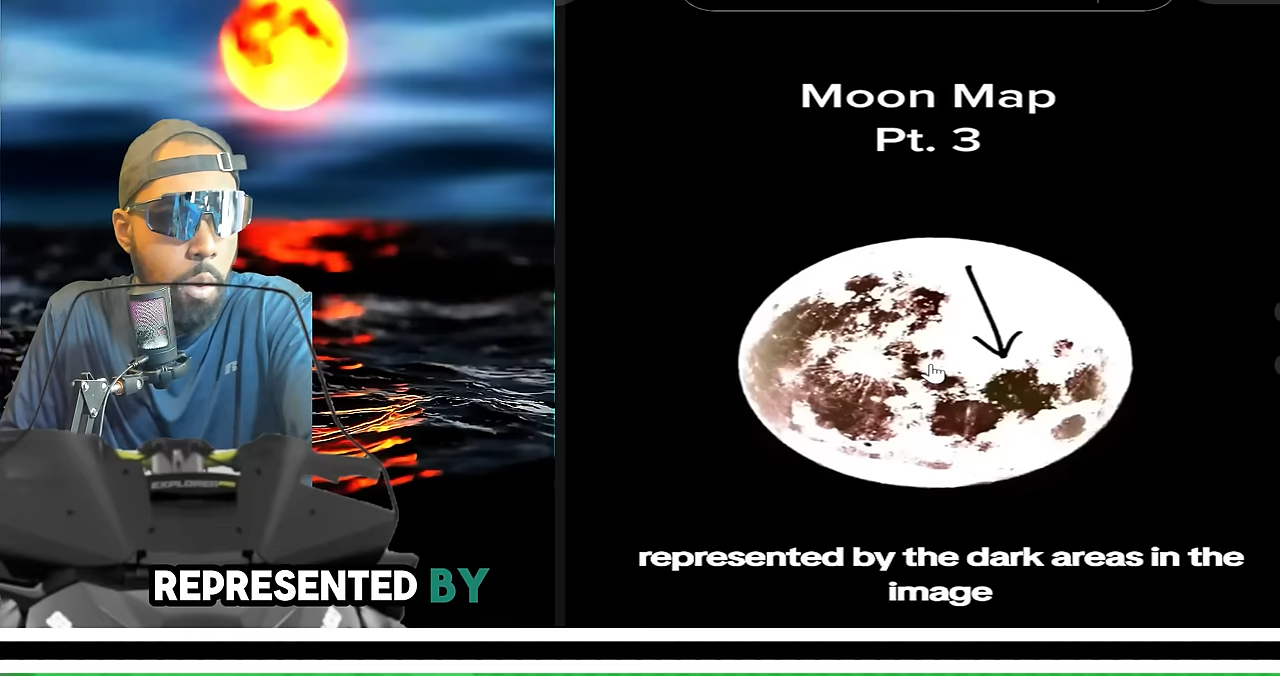 Moon Map
Pt. 3
represented by the dark areas in the
image
REPRESENTED BY
EXPLORER
R